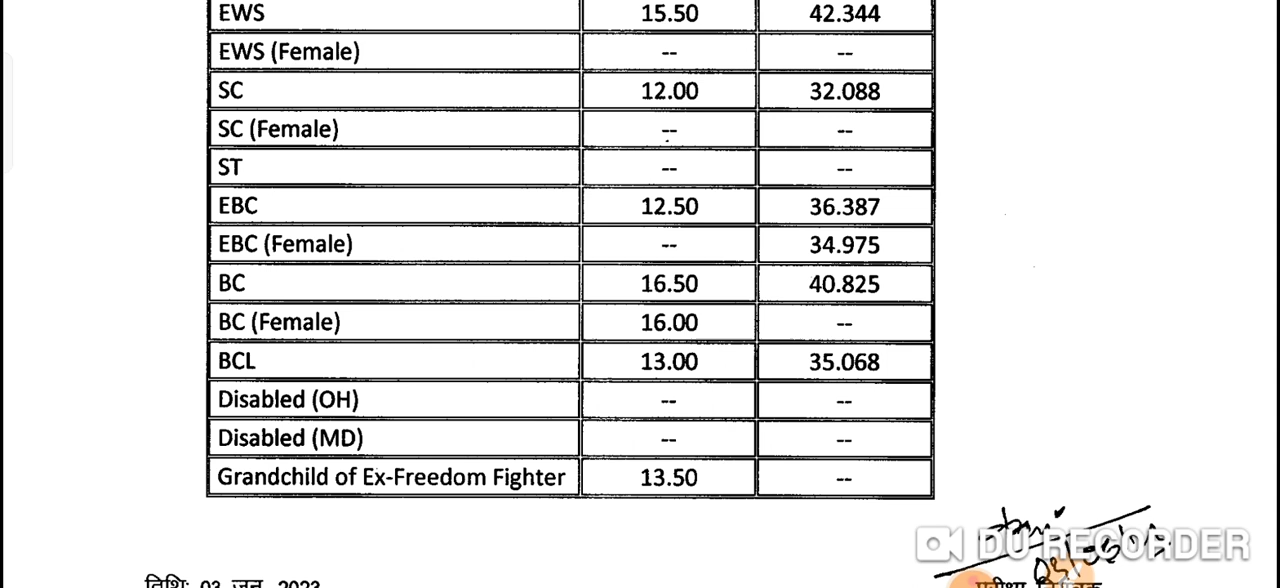 EWS 15.50 42.344
EWS (Female) -- --
SC 12.00 32.088
SC (Female) -- --
ST -- --
EBC 12.50 36.387
EBC (Female) -- 34.975
BC 16.50 40.825
BC (Female) 16.00 --
BCL 13.00 35.068
Disabled (OH) -- --
Disabled (MD) -- --
Grandchild of Ex-Freedom Fighter 13.50 --
DU RECORDER
तिथि: 03 जून, 2023